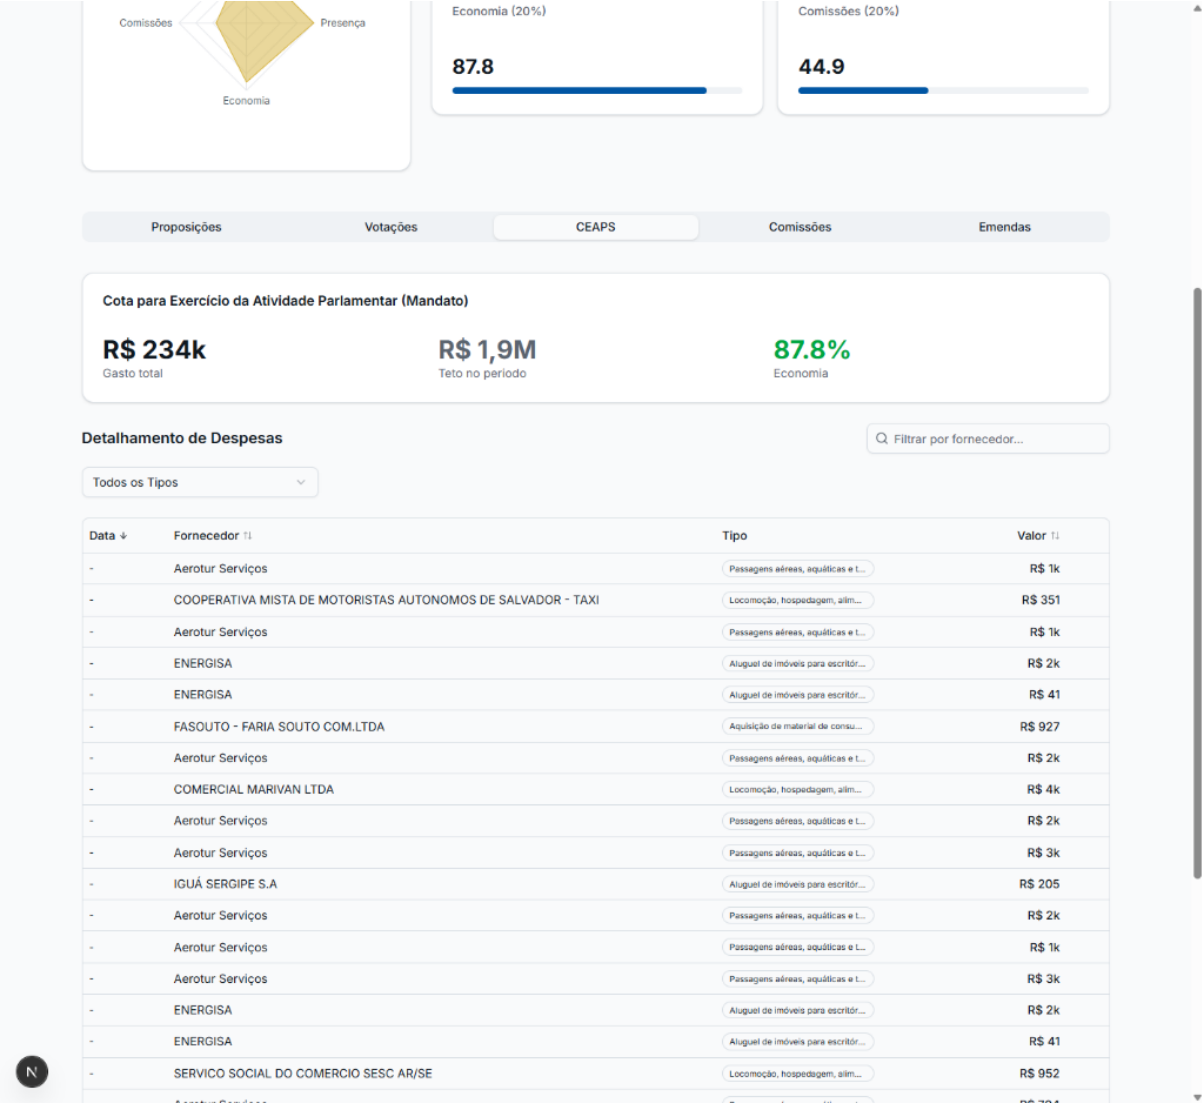 Comissões
Presença
Economia
Economia (20%)
87.8
Comissões (20%)
44.9
Proposições
Votações
CEAPS
Comissões
Emendas
Cota para Exercício da Atividade Parlamentar (Mandato)
R$ 234k
Gasto total
R$ 1,9M
Teto no período
87.8%
Economia
Detalhamento de Despesas
Filtrar por fornecedor...
Todos os Tipos
Data Fornecedor Tipo Valor
- Aerotur Serviços Passagens aéreas, aquáticas e t... R$ 1k
- COOPERATIVA MISTA DE MOTORISTAS AUTONOMOS DE SALVADOR - TAXI Locomoção, hospedagem, alim... R$ 351
- Aerotur Serviços Passagens aéreas, aquáticas e t... R$ 1k
- ENERGISA Aluguel de imóveis para escritór... R$ 2k
- ENERGISA Aluguel de imóveis para escritór... R$ 41
- FASOUTO - FARIA SOUTO COM.LTDA Aquisição de material de consu... R$ 927
- Aerotur Serviços Passagens aéreas, aquáticas e t... R$ 2k
- COMERCIAL MARIVAN LTDA Locomoção, hospedagem, alim... R$ 4k
- Aerotur Serviços Passagens aéreas, aquáticas e t... R$ 2k
- Aerotur Serviços Passagens aéreas, aquáticas e t... R$ 3k
- IGUÁ SERGIPE S.A Aluguel de imóveis para escritór... R$ 205
- Aerotur Serviços Passagens aéreas, aquáticas e t... R$ 2k
- Aerotur Serviços Passagens aéreas, aquáticas e t... R$ 1k
- Aerotur Serviços Passagens aéreas, aquáticas e t... R$ 3k
- ENERGISA Aluguel de imóveis para escritór... R$ 2k
- ENERGISA Aluguel de imóveis para escritór... R$ 41
- SERVICO SOCIAL DO COMERCIO SESC AR/SE Locomoção, hospedagem, alim... R$ 952
N